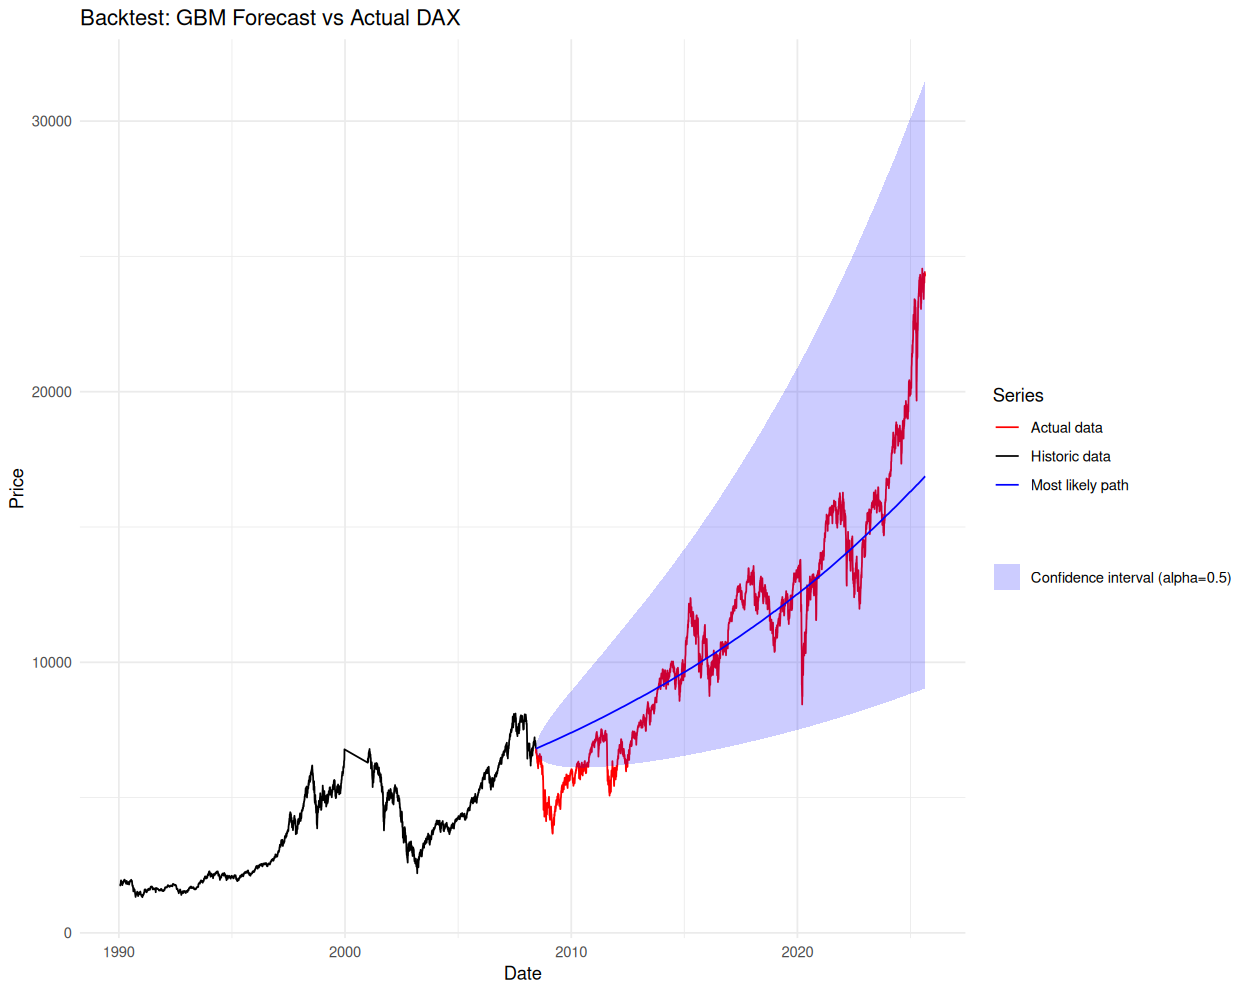 Backtest: GBM Forecast vs Actual DAX
Price
30000
20000
10000
0
1990
2000
2010
2020
Date
Series
Actual data
Historic data
Most likely path
Confidence interval (alpha=0.5)